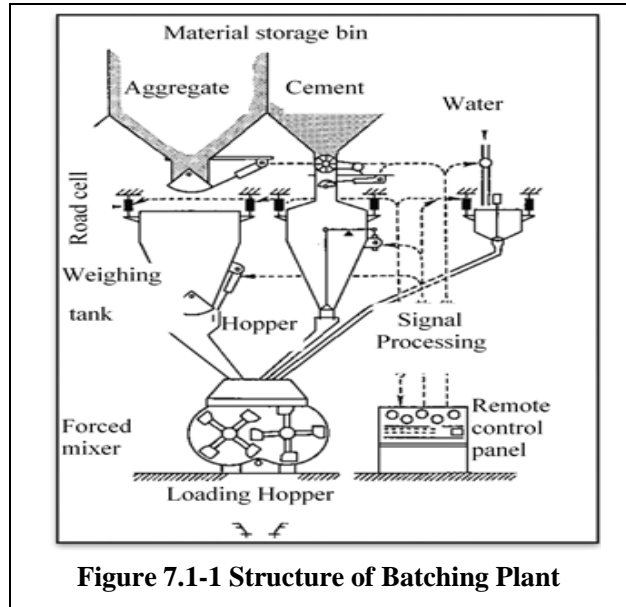 Material storage bin
Aggregate
Cement
Water
Road cell
Weighing
tank
Hopper
Signal
Processing
Forced
mixer
Remote
control
panel
Loading Hopper
Figure 7.1-1 Structure of Batching Plant